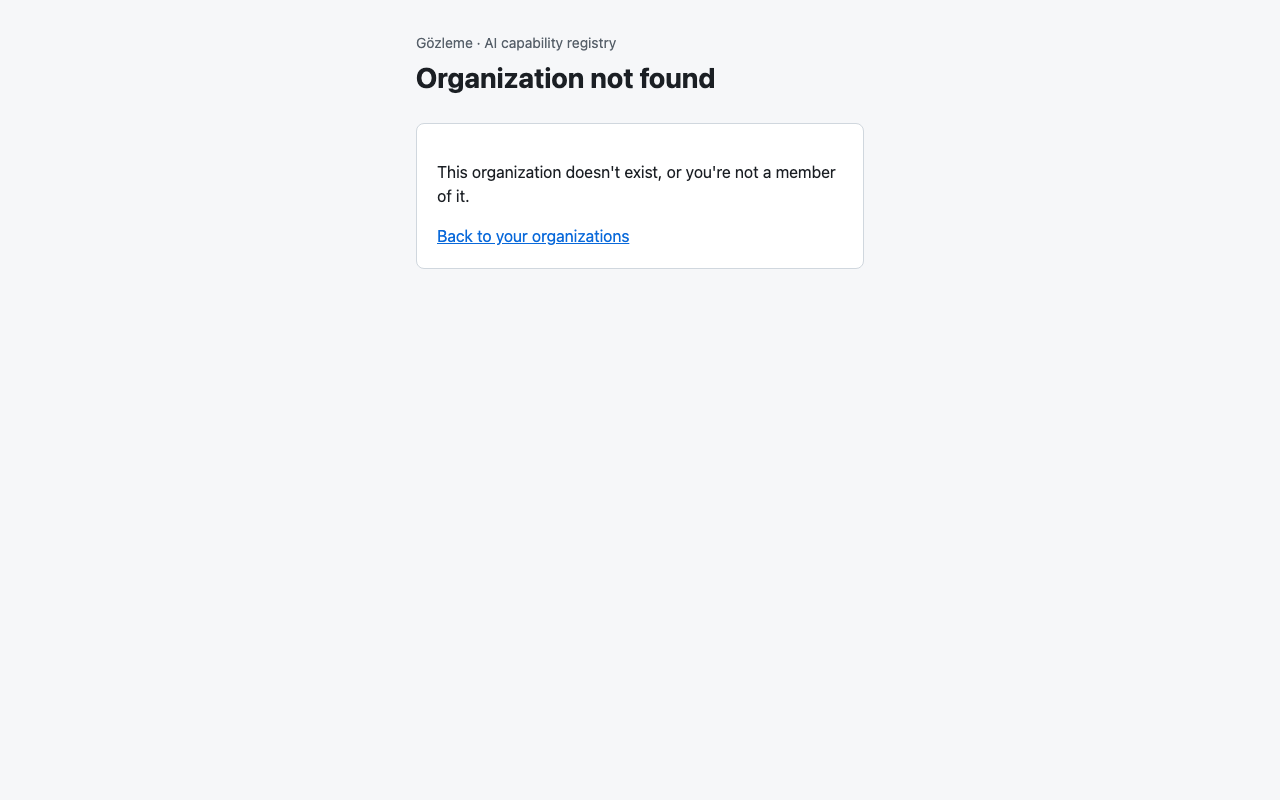 Gözleme · AI capability registry
Organization not found
This organization doesn't exist, or you're not a member
of it.
Back to your organizations